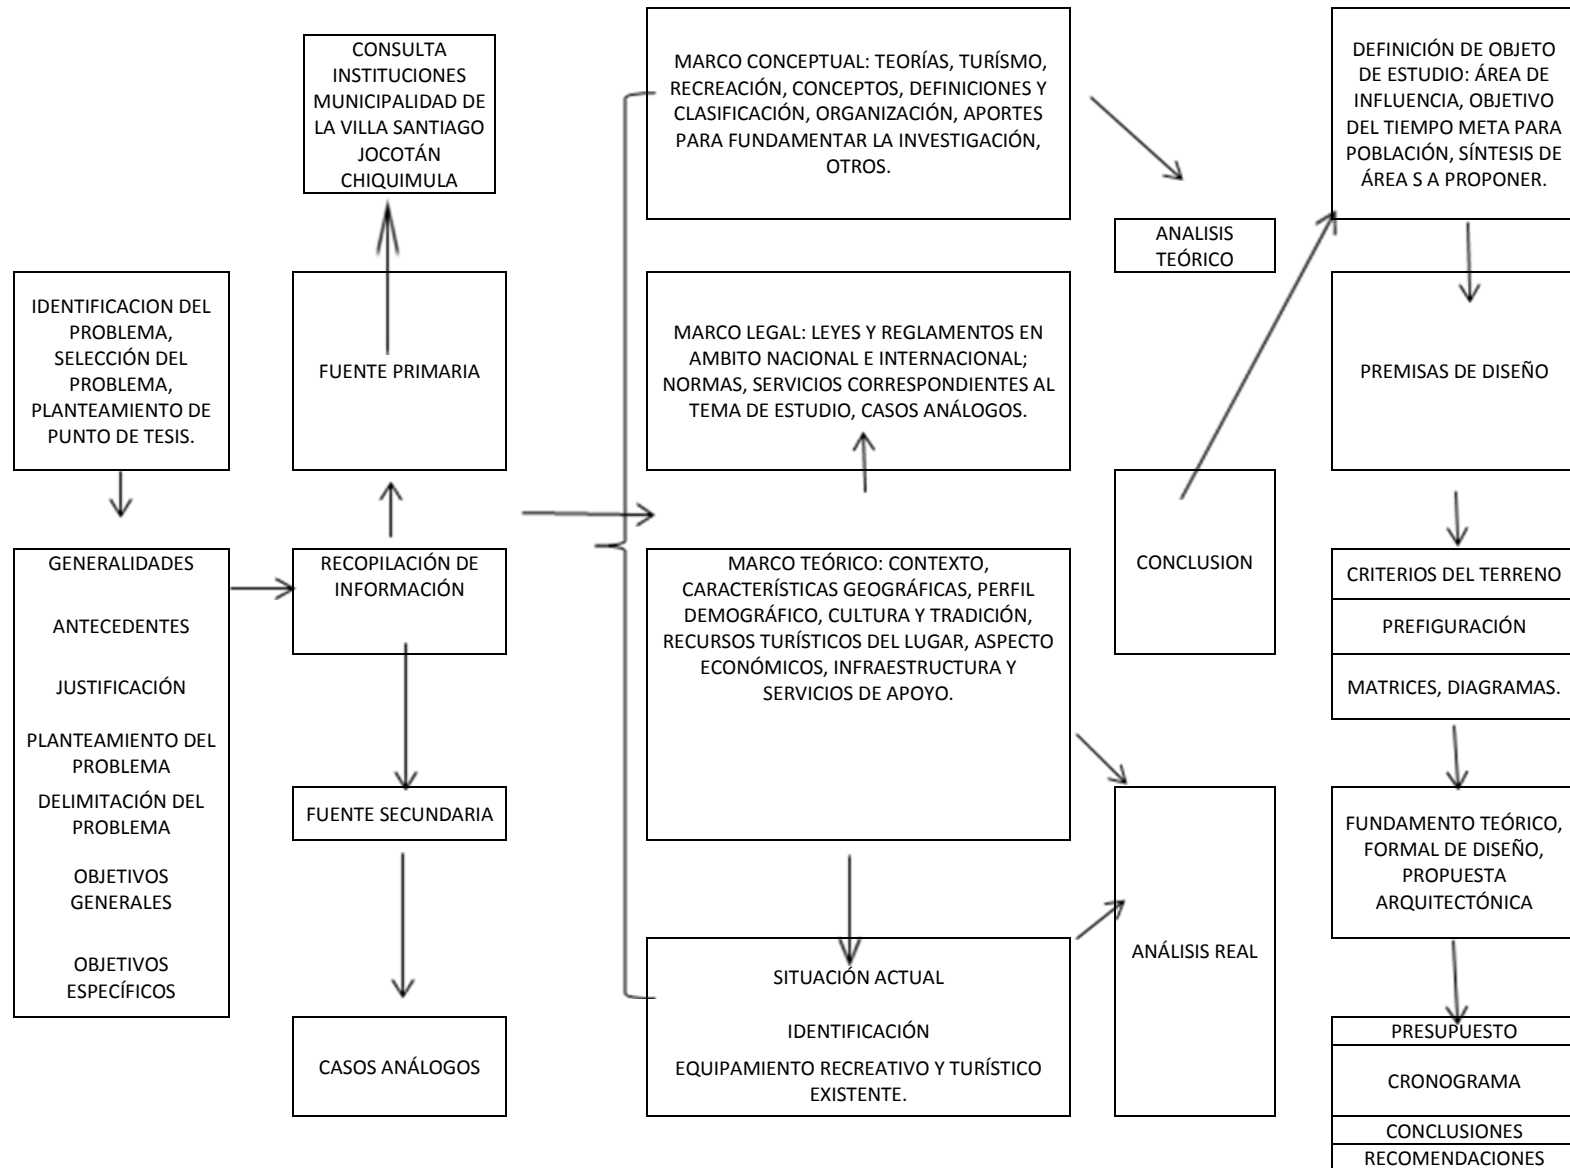 IDENTIFICACION DEL
PROBLEMA,
SELECCIÓN DEL
PROBLEMA,
PLANTEAMIENTO DE
PUNTO DE TESIS.
GENERALIDADES
ANTECEDENTES
JUSTIFICACIÓN
PLANTEAMIENTO DEL
PROBLEMA
DELIMITACIÓN DEL
PROBLEMA
OBJETIVOS
GENERALES
OBJETIVOS
ESPECÍFICOS
CONSULTA
INSTITUCIONES
MUNICIPALIDAD DE
LA VILLA SANTIAGO
JOCOTÁN
CHIQUIMULA
FUENTE PRIMARIA
RECOPILACIÓN DE
INFORMACIÓN
FUENTE SECUNDARIA
CASOS ANÁLOGOS
MARCO CONCEPTUAL: TEORÍAS, TURÍSMO,
RECREACIÓN, CONCEPTOS, DEFINICIONES Y
CLASIFICACIÓN, ORGANIZACIÓN, APORTES
PARA FUNDAMENTAR LA INVESTIGACIÓN,
OTROS.
MARCO LEGAL: LEYES Y REGLAMENTOS EN
AMBITO NACIONAL E INTERNACIONAL;
NORMAS, SERVICIOS CORRESPONDIENTES AL
TEMA DE ESTUDIO, CASOS ANÁLOGOS.
MARCO TEÓRICO: CONTEXTO,
CARACTERÍSTICAS GEOGRÁFICAS, PERFIL
DEMOGRÁFICO, CULTURA Y TRADICIÓN,
RECURSOS TURÍSTICOS DEL LUGAR, ASPECTO
ECONÓMICOS, INFRAESTRUCTURA Y
SERVICIOS DE APOYO.
SITUACIÓN ACTUAL
IDENTIFICACIÓN
EQUIPAMIENTO RECREATIVO Y TURÍSTICO
EXISTENTE.
ANALISIS
TEÓRICO
CONCLUSION
ANÁLISIS REAL
DEFINICIÓN DE OBJETO
DE ESTUDIO: ÁREA DE
INFLUENCIA, OBJETIVO
DEL TIEMPO META PARA
POBLACIÓN, SÍNTESIS DE
ÁREA S A PROPONER.
PREMISAS DE DISEÑO
CRITERIOS DEL TERRENO
PREFIGURACIÓN
MATRICES, DIAGRAMAS.
FUNDAMENTO TEÓRICO,
FORMAL DE DISEÑO,
PROPUESTA
ARQUITECTÓNICA
PRESUPUESTO
CRONOGRAMA
CONCLUSIONES
RECOMENDACIONES